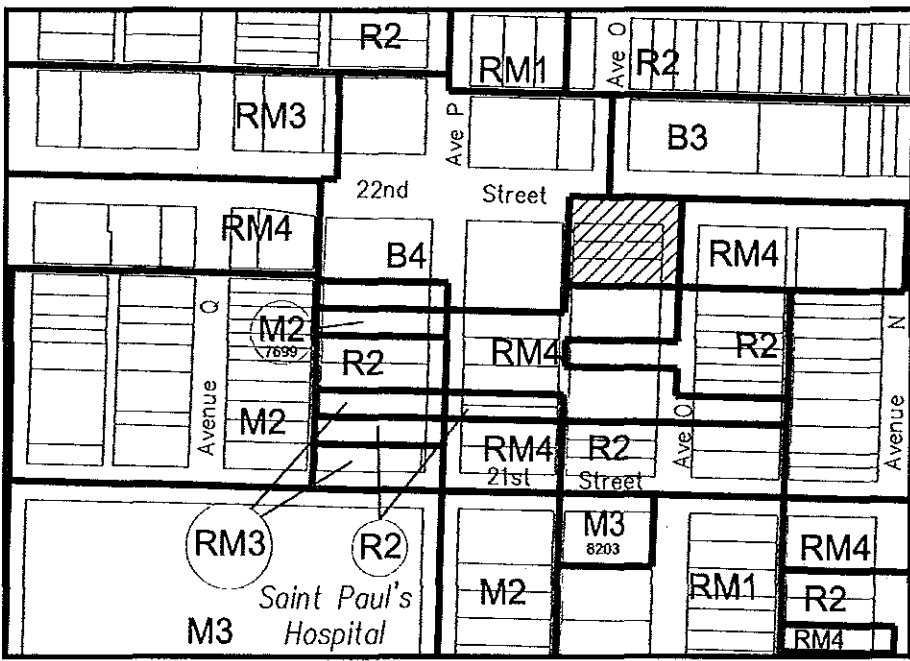 R2
RM1
Ave O
R2
RM3
Ave P
B3
22nd Street
RM4
B4
RM4
Avenue Q
M2
7699
R2
RM4
R2
Avenue N
M2
RM4
R2
Ave O
21st Street
RM3
R2
M3
8203
RM4
Saint Paul's
Hospital
M3
M2
RM1
R2
RM4